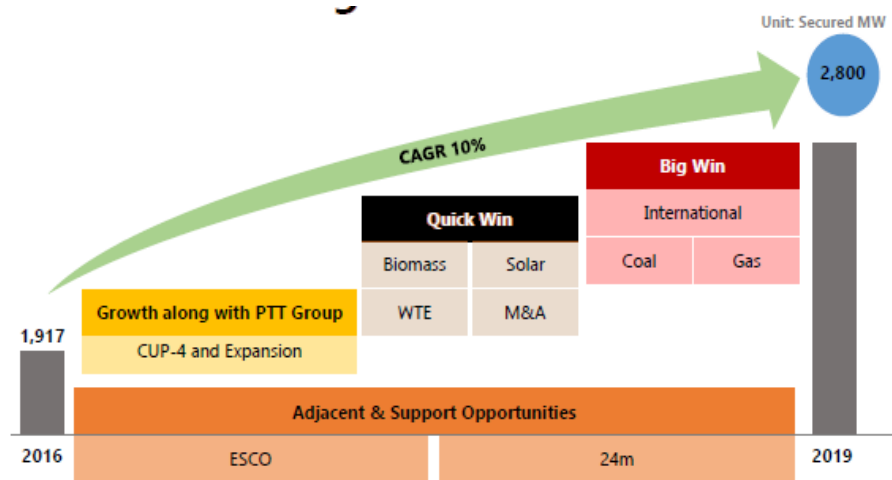 Unit: Secured MW
2,800
CAGR 10%
Big Win
International
Coal Gas
Quick Win
Biomass Solar
WTE M&A
Growth along with PTT Group
CUP-4 and Expansion
1,917
Adjacent & Support Opportunities
2016 ESCO 24m 2019